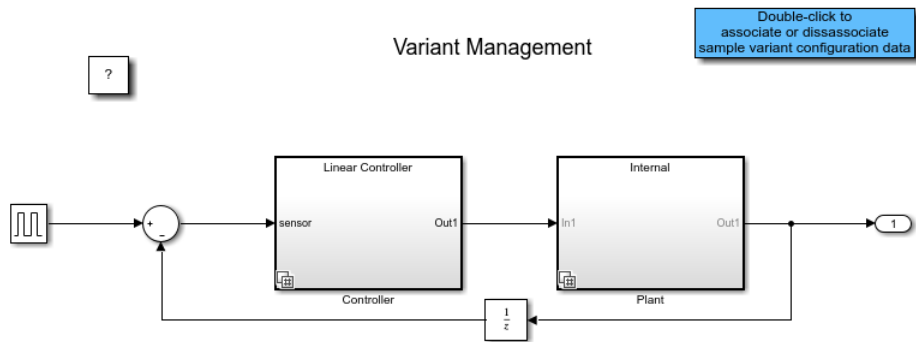 Double-click to
associate or dissassociate
sample variant configuration data
Variant Management
?
Linear Controller
Internal
+
−
sensor
Out1
In1
Out1
1
Controller
Plant
1
z